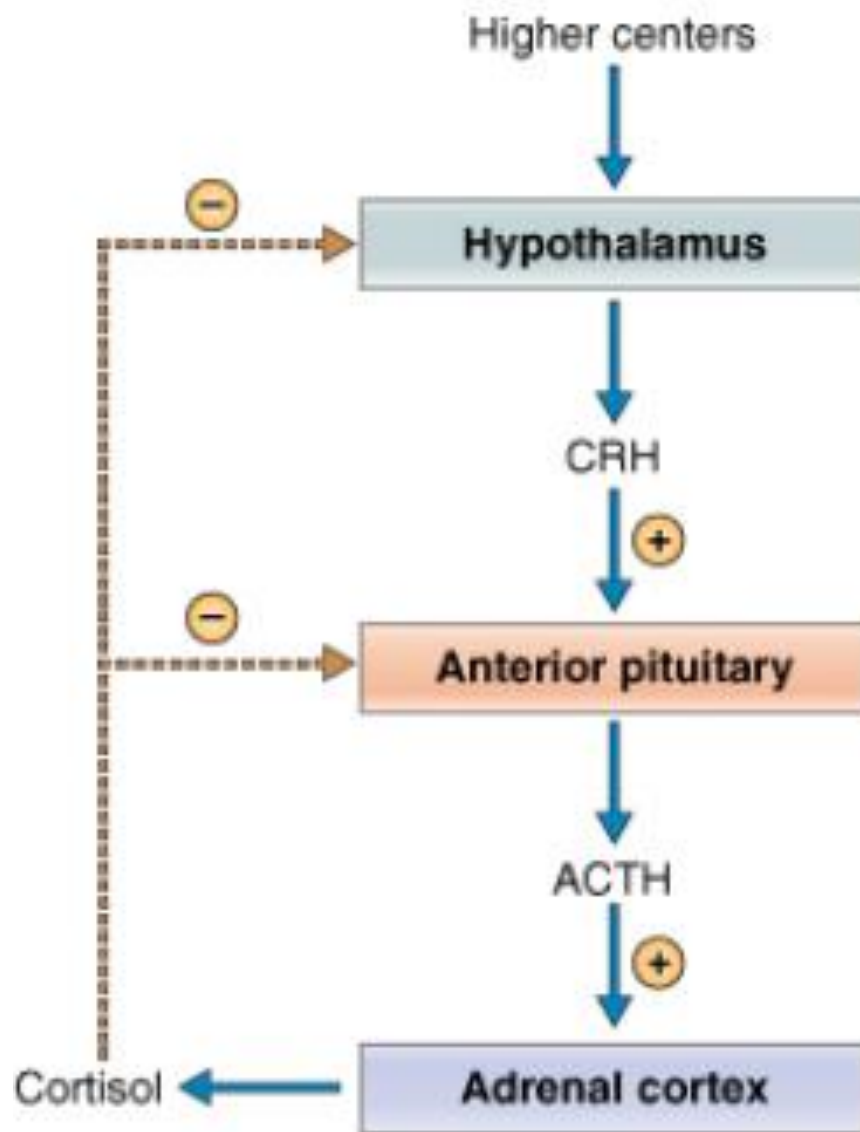 Higher centers
−
Hypothalamus
CRH
+
−
Anterior pituitary
ACTH
+
Cortisol
Adrenal cortex